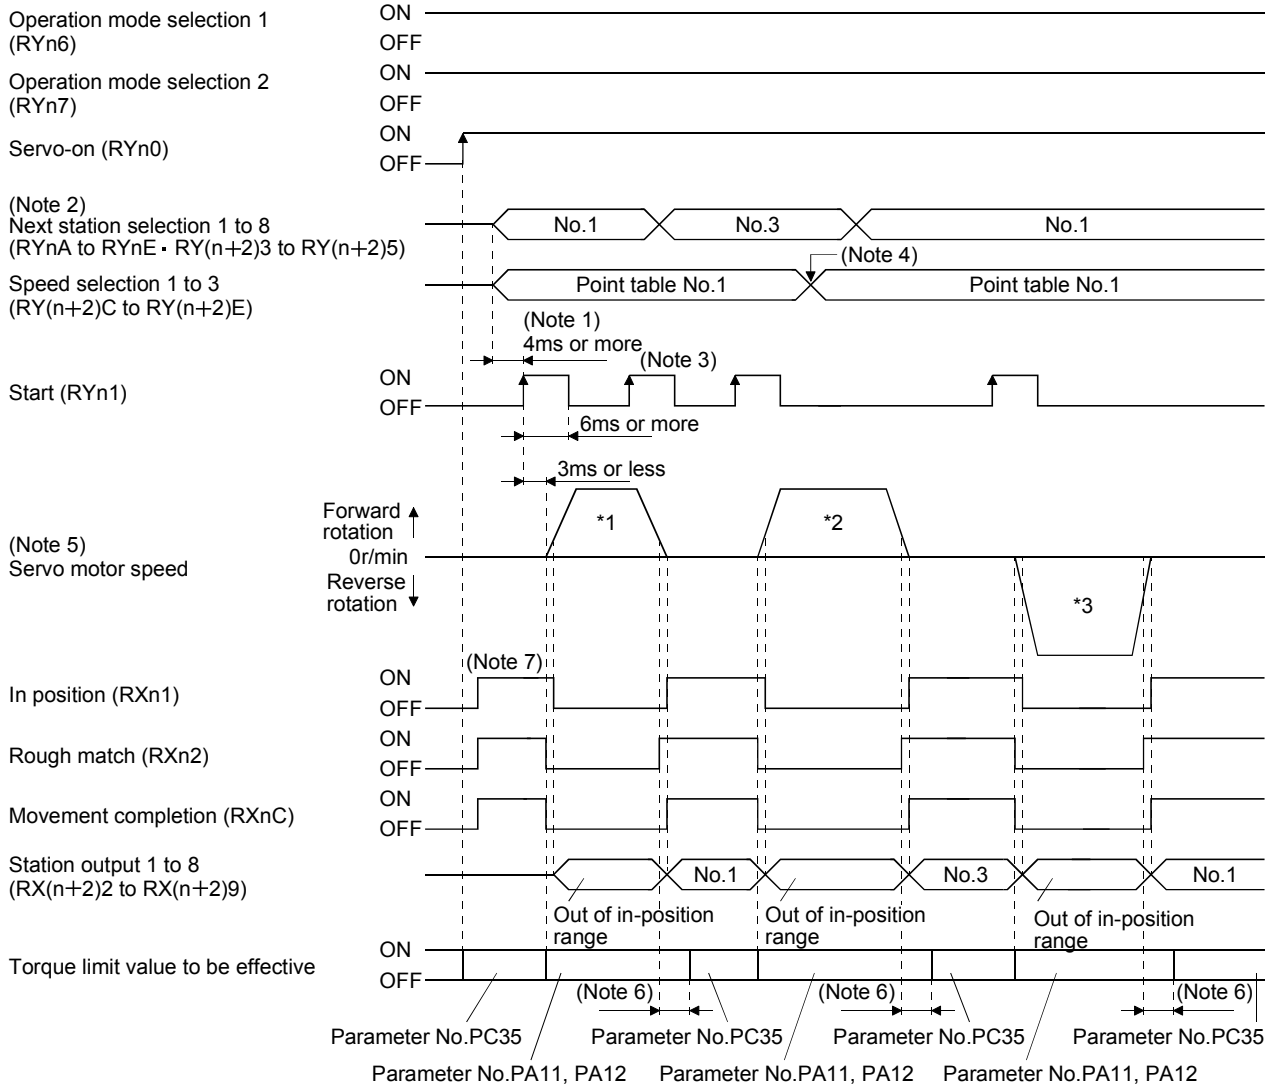 Operation mode selection 1
(RYn6)
ON
OFF
Operation mode selection 2
(RYn7)
ON
OFF
Servo-on (RYn0)
ON
OFF
(Note 2)
Next station selection 1 to 8
(RYnA to RYnE · RY(n+2)3 to RY(n+2)5)
No.1
No.3
No.1
(Note 4)
Speed selection 1 to 3
(RY(n+2)C to RY(n+2)E)
Point table No.1
Point table No.1
(Note 1)
4ms or more
(Note 3)
Start (RYn1)
ON
OFF
6ms or more
3ms or less
(Note 5)
Servo motor speed
Forward
rotation
0r/min
Reverse
rotation
*1
*2
*3
(Note 7)
In position (RXn1)
ON
OFF
Rough match (RXn2)
ON
OFF
Movement completion (RXnC)
ON
OFF
Station output 1 to 8
(RX(n+2)2 to RX(n+2)9)
No.1
No.3
No.1
Out of in-position
range
Out of in-position
range
Out of in-position
range
Torque limit value to be effective
ON
OFF
(Note 6)
(Note 6)
(Note 6)
Parameter No.PC35
Parameter No.PC35
Parameter No.PC35
Parameter No.PC35
Parameter No.PA11, PA12
Parameter No.PA11, PA12
Parameter No.PA11, PA12